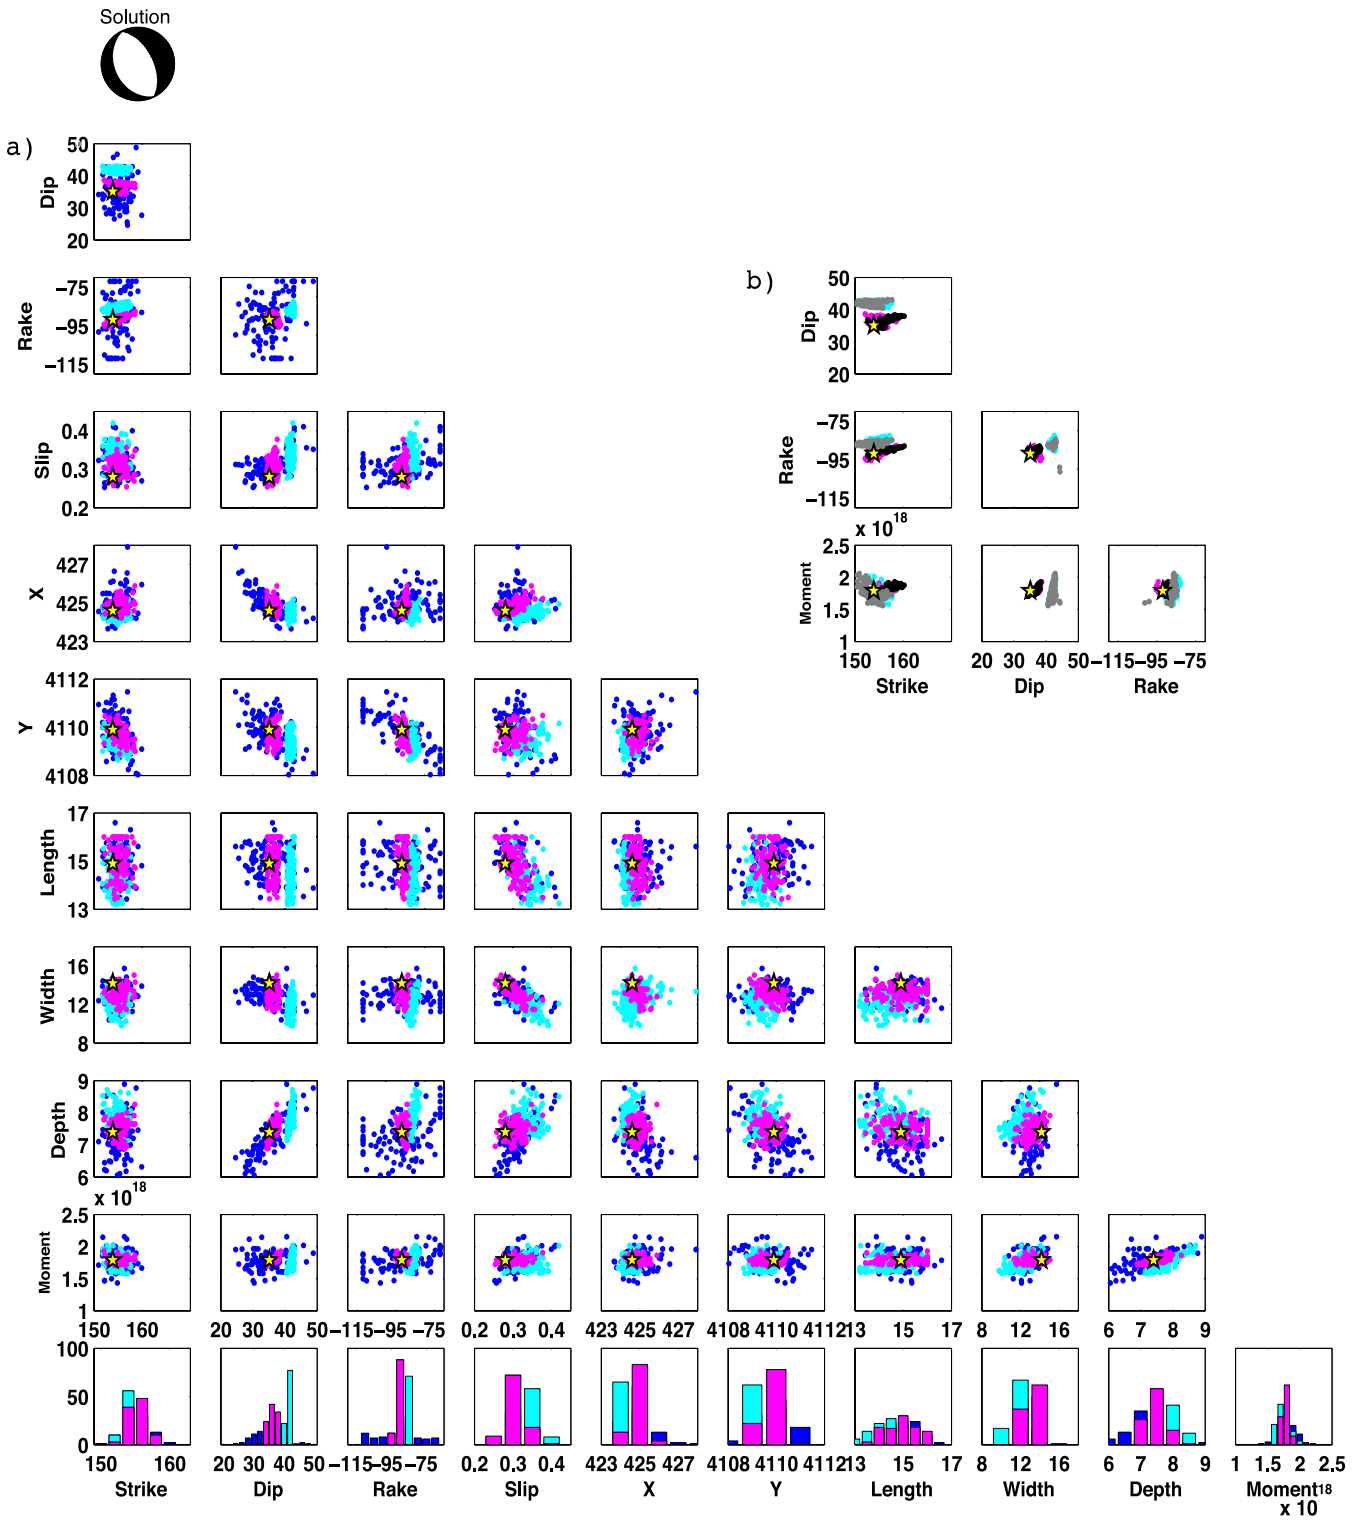 Solution
a)
50
40
30
20
Dip
−75
−95
−115
Rake
b)
50
40
30
20
Dip
0.4
0.3
0.2
Slip
−75
−95
−115
Rake
x 10 18
427
425
423
X
2.5
2
1.5
1
Moment
150 160
20 30 40 50 −115 −95 −75
Strike Dip Rake
4112
4110
4108
Y
17
15
13
Length
16
12
8
Width
9
8
7
6
Depth
x 10 18
2.5
2
1.5
1
Moment
150 160 20 30 40 50 −115 −95 −75 0.2 0.3 0.4 423 425 427 4108 4110 4112 13 15 17 8 12 16 6 7 8 9
100
50
0
150 160 20 30 40 50 −115 −95 −75 0.2 0.3 0.4 423 425 427 4108 4110 4112 13 15 17 8 12 16 6 7 8 9 1 1.5 2 2.5
Strike Dip Rake Slip X Y Length Width Depth Moment 18
x 10